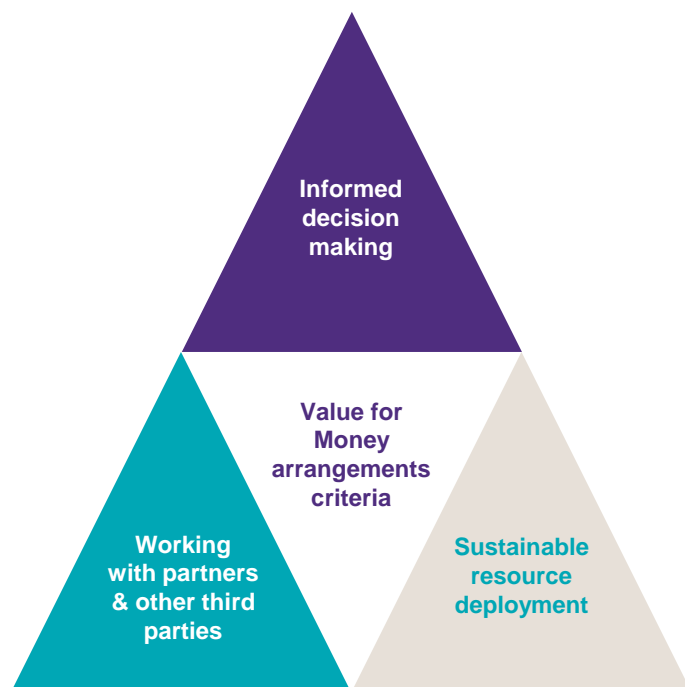 Informed
decision
making
Value for
Money
arrangements
criteria
Working
with partners
& other third
parties
Sustainable
resource
deployment